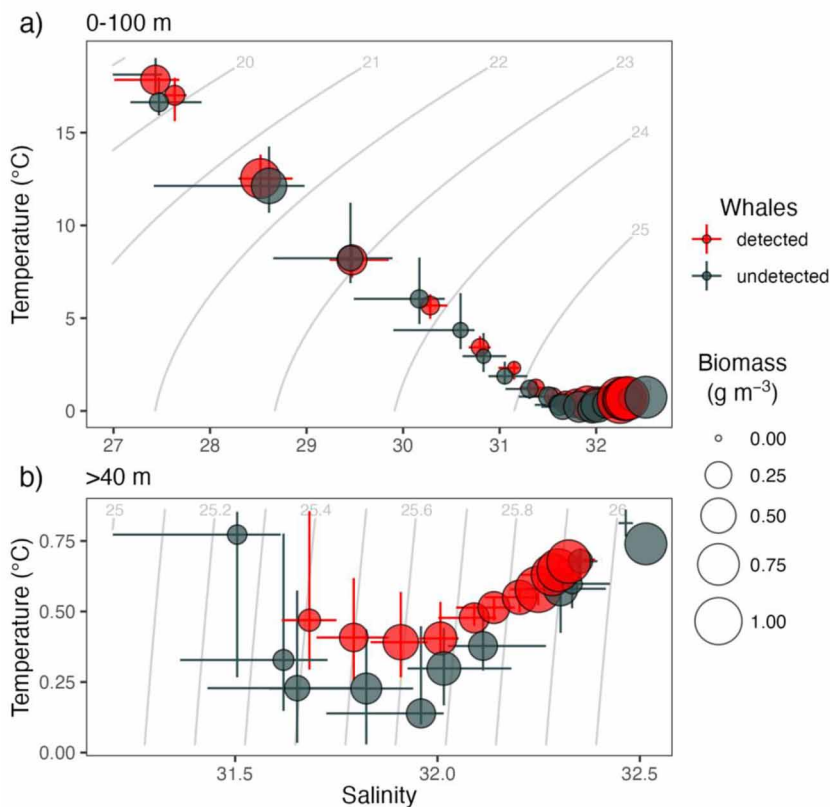 a) 0-100 m
20 21 22 23
24
25
15
10
5
0
Temperature (°C)
27 28 29 30 31 32
b) >40 m
25 25.2 25.4 25.6 25.8 26
0.75
0.50
0.25
0.00
Temperature (°C)
31.5 32.0 32.5
Salinity
Whales
detected
undetected
Biomass
(g m⁻³)
0.00
0.25
0.50
0.75
1.00